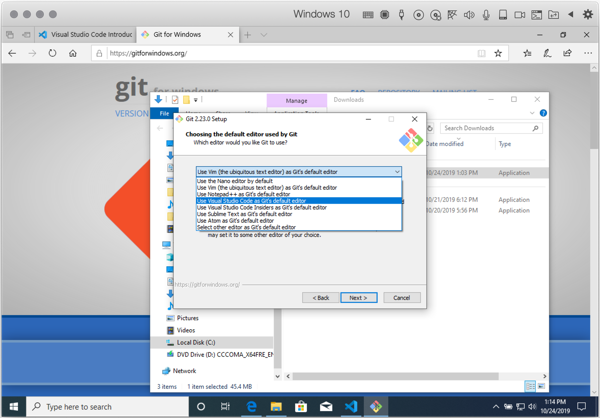 Windows 10
Visual Studio Code Introduc
Git for Windows
https://gitforwindows.org/
git for windows
VERSION
FAQ REPOSITORY MAILING LIST
Manage
Downloads
File
Git 2.23.0 Setup
Choosing the default editor used by Git
Which editor would you like Git to use?
Use Vim (the ubiquitous text editor) as Git's default editor
Use the Nano editor by default
Use Vim (the ubiquitous text editor) as Git's default editor
Use Notepad++ as Git's default editor
Use Visual Studio Code as Git's default editor
Use Visual Studio Code Insiders as Git's default editor
Use Sublime Text as Git's default editor
Use Atom as Git's default editor
Select other editor as Git's default editor
may set it to some other editor of your choice.
https://gitforwindows.org/
< Back
Next >
Cancel
Search Downloads
Date modified
Type
10/24/2019 1:03 PM
Application
10/21/2019 6:12 PM
Application
10/20/2019 5:56 PM
Application
Pictures
Videos
Local Disk (C:)
DVD Drive (D:) CCCOMA_X64FRE_EN
Network
3 items
1 item selected 45.4 MB
Type here to search
1:14 PM
10/24/2019